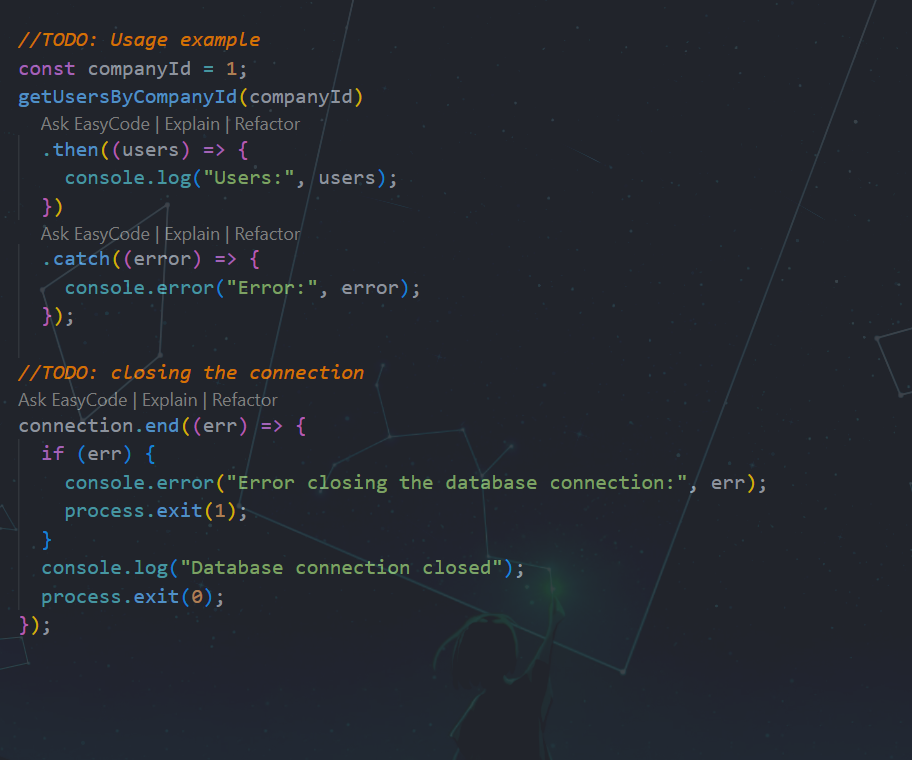 //TODO: Usage example
const companyId = 1;
getUsersByCompanyId(companyId)
Ask EasyCode | Explain | Refactor
.then((users) => {
console.log("Users:", users);
})
Ask EasyCode | Explain | Refactor
.catch((error) => {
console.error("Error:", error);
});
//TODO: closing the connection
Ask EasyCode | Explain | Refactor
connection.end((err) => {
if (err) {
console.error("Error closing the database connection:", err);
process.exit(1);
}
console.log("Database connection closed");
process.exit(0);
});